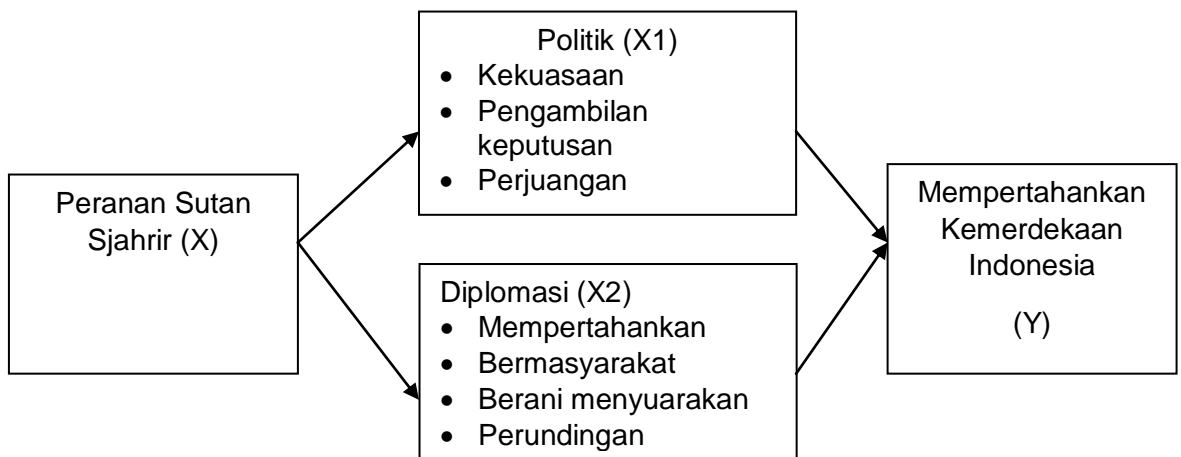 Peranan Sutan
Sjahrir (X)
Politik (X1)
• Kekuasaan
• Pengambilan
keputusan
• Perjuangan
Diplomasi (X2)
• Mempertahankan
• Bermasyarakat
• Berani menyuarakan
• Perundingan
Mempertahankan
Kemerdekaan
Indonesia
(Y)